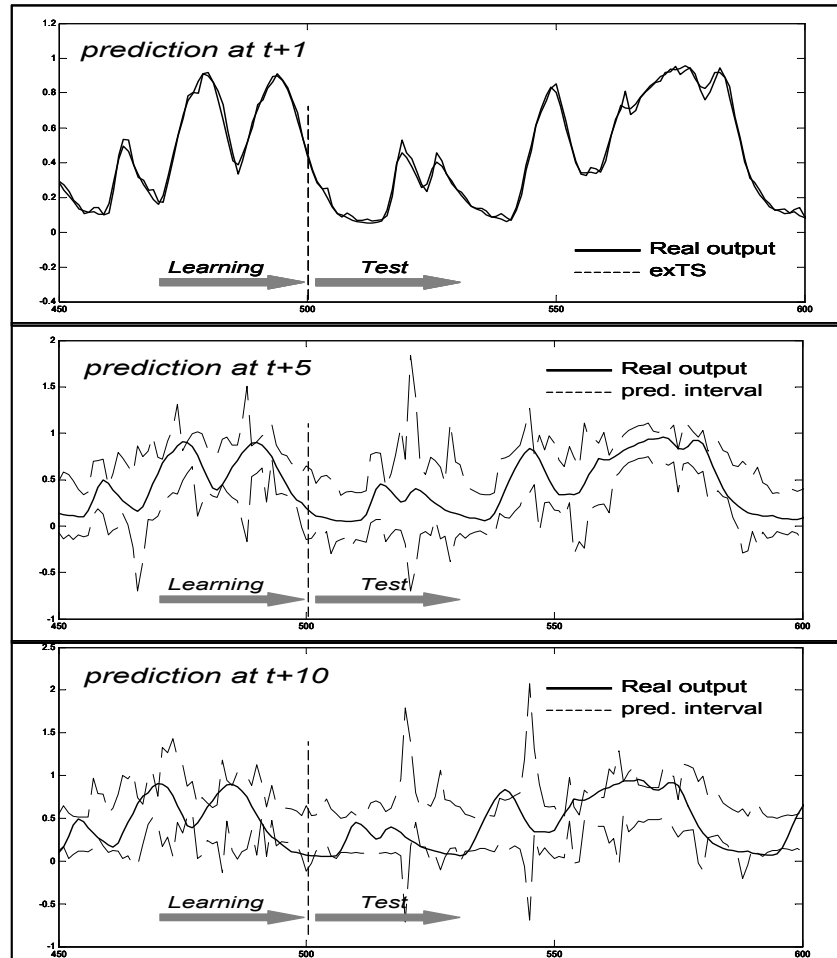 prediction at t+1
1.2
1
0.8
0.6
0.4
0.2
0
0.2
0.4
Learning
Test
Real output
exTS
450
500
550
600
prediction at t+5
2
1.5
1
0.5
0
-0.5
-1
Real output
pred. interval
Learning
Test
450
500
550
600
prediction at t+10
2.5
2
1.5
1
0.5
0
-0.5
-1
Real output
pred. interval
Learning
Test
450
500
550
600